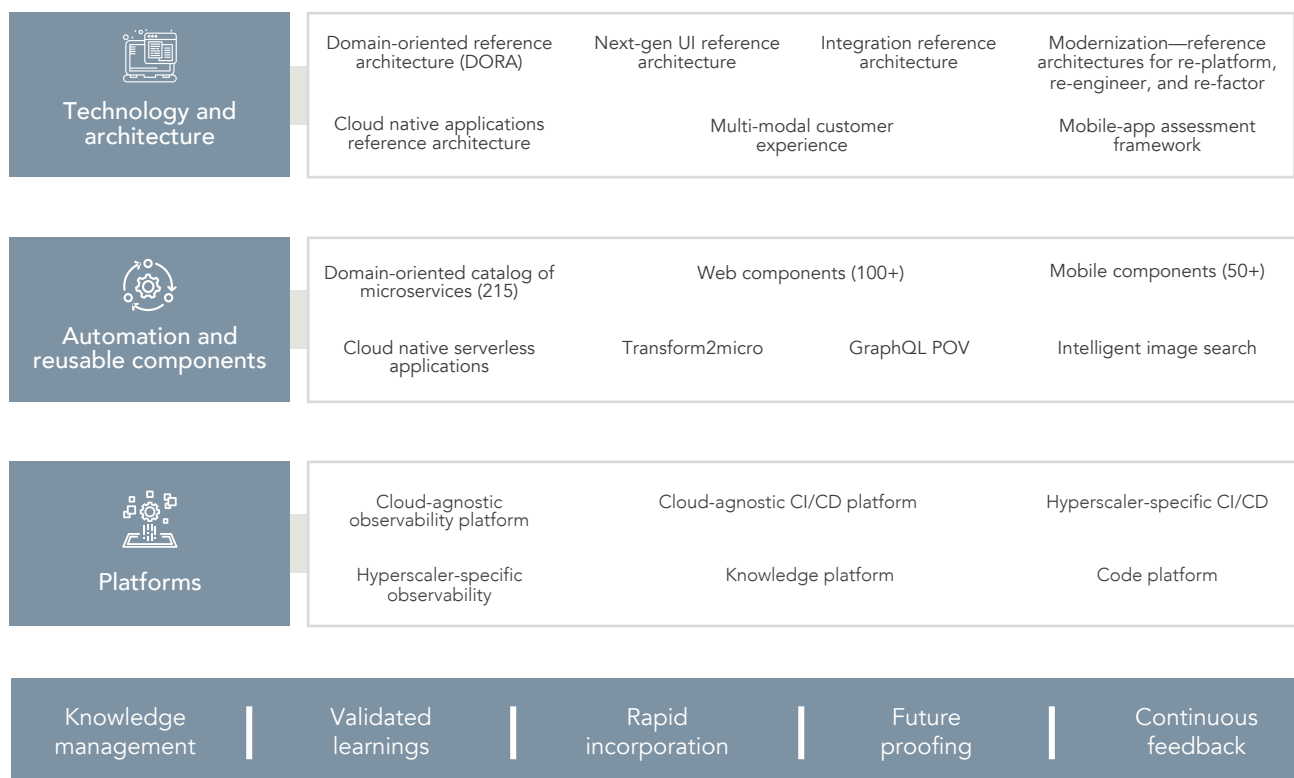 Technology and
architecture
Domain-oriented reference
architecture (DORA)
Next-gen UI reference
architecture
Integration reference
architecture
Modernization—reference
architectures for re-platform,
re-engineer, and re-factor
Cloud native applications
reference architecture
Multi-modal customer
experience
Mobile-app assessment
framework
Automation and
reusable components
Domain-oriented catalog of
microservices (215)
Web components (100+)
Mobile components (50+)
Cloud native serverless
applications
Transform2micro
GraphQL POV
Intelligent image search
Platforms
Cloud-agnostic
observability platform
Cloud-agnostic CI/CD platform
Hyperscaler-specific CI/CD
Hyperscaler-specific
observability
Knowledge platform
Code platform
Knowledge
management
Validated
learnings
Rapid
incorporation
Future
proofing
Continuous
feedback